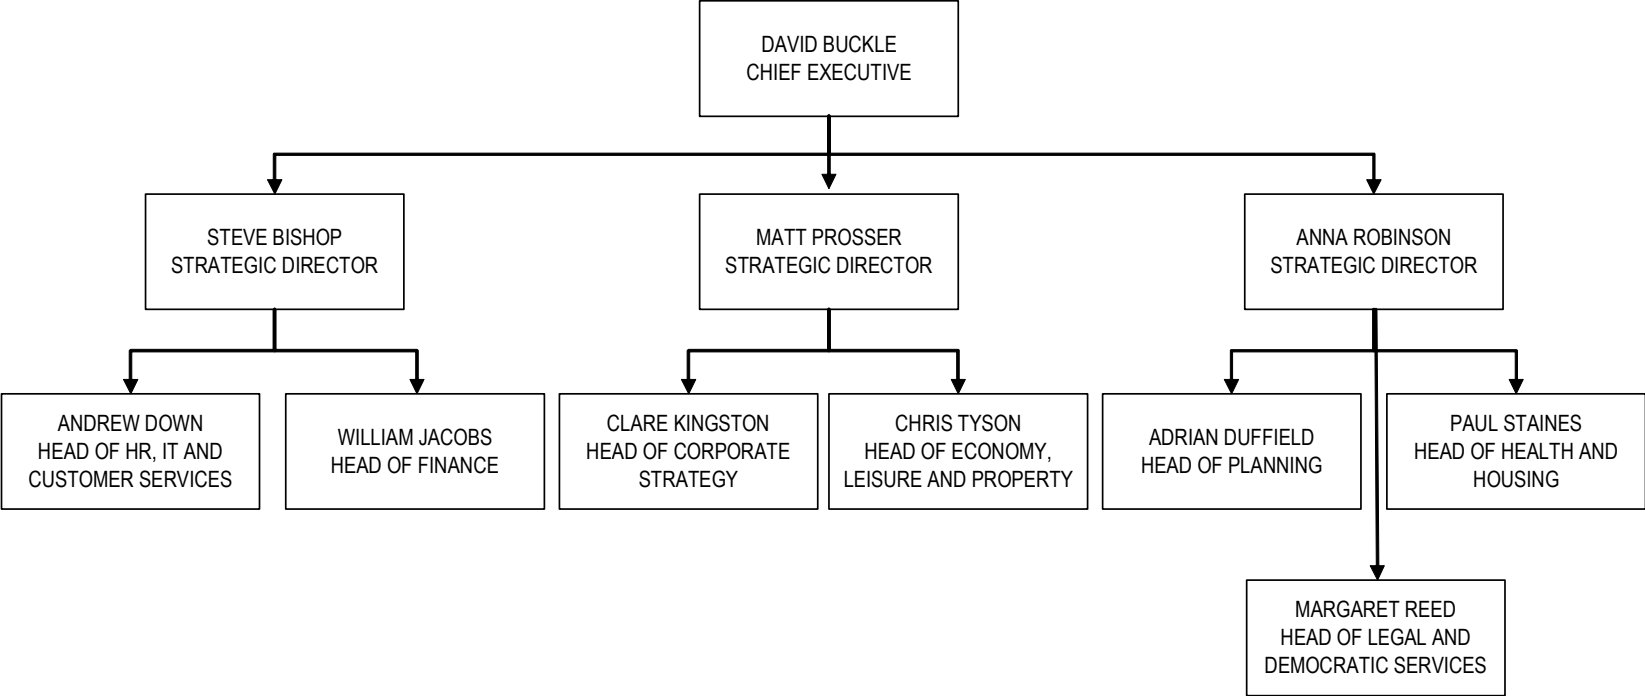 DAVID BUCKLE
CHIEF EXECUTIVE
STEVE BISHOP
STRATEGIC DIRECTOR
MATT PROSSER
STRATEGIC DIRECTOR
ANNA ROBINSON
STRATEGIC DIRECTOR
ANDREW DOWN
HEAD OF HR, IT AND
CUSTOMER SERVICES
WILLIAM JACOBS
HEAD OF FINANCE
CLARE KINGSTON
HEAD OF CORPORATE
STRATEGY
CHRIS TYSON
HEAD OF ECONOMY,
LEISURE AND PROPERTY
ADRIAN DUFFIELD
HEAD OF PLANNING
PAUL STAINES
HEAD OF HEALTH AND
HOUSING
MARGARET REED
HEAD OF LEGAL AND
DEMOCRATIC SERVICES